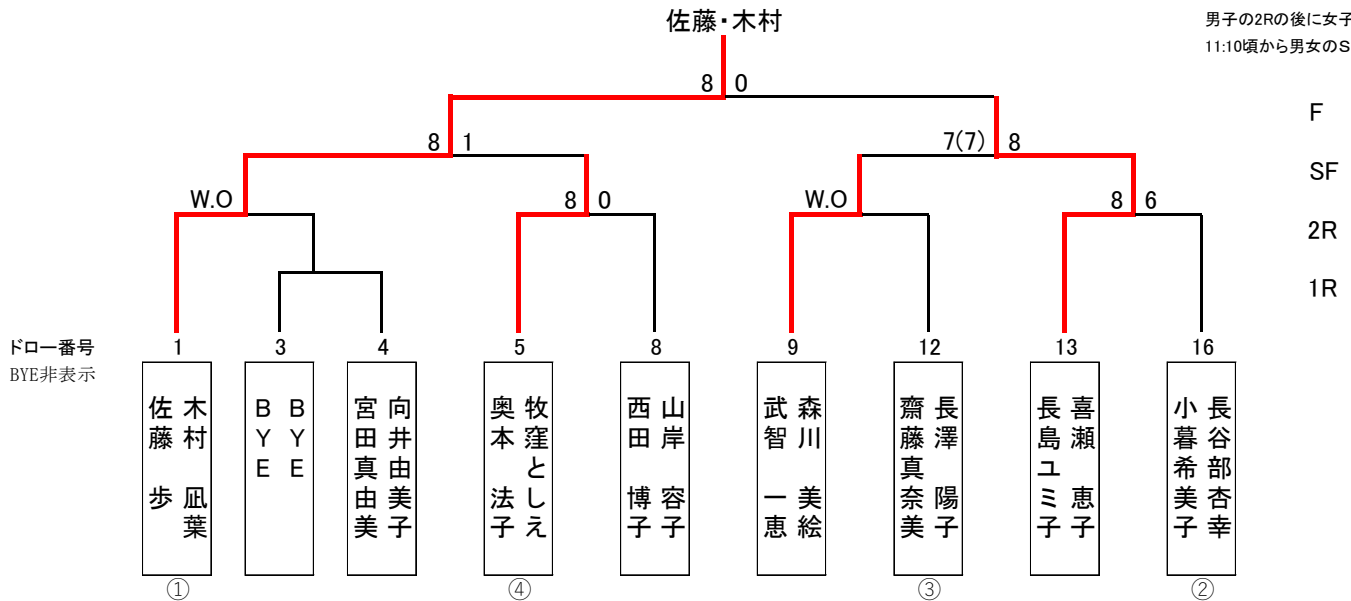 佐藤・木村
男子の2Rの後に女子
11:10頃から男女のS
8 0
F
8 1
7(7) 8
SF
W.O
8 0
W.O
8 6
2R
1R
ドロー番号
1 3 4 5 8 9 12 13 16
BYE非表示
佐藤 歩
木村 凪葉
BYE
BYE
宮田真由美
向井由美子
奥本 法子
牧窪としえ
西田 博子
山岸 容子
武智 一恵
森川 美絵
齋藤真奈美
長澤 陽子
長島ユミ子
喜瀬 恵子
小暮希美子
長谷部杏幸
① ④ ③ ②